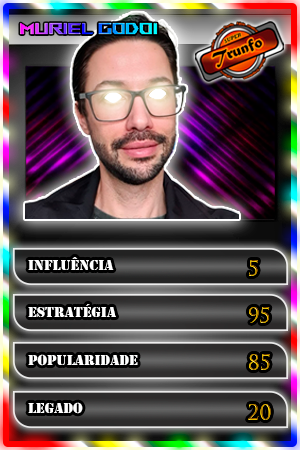 MURIEL GODOI
SUPER
Trunfo
INFLUÊNCIA 5
ESTRATÉGIA 95
POPULARIDADE 85
LEGADO 20